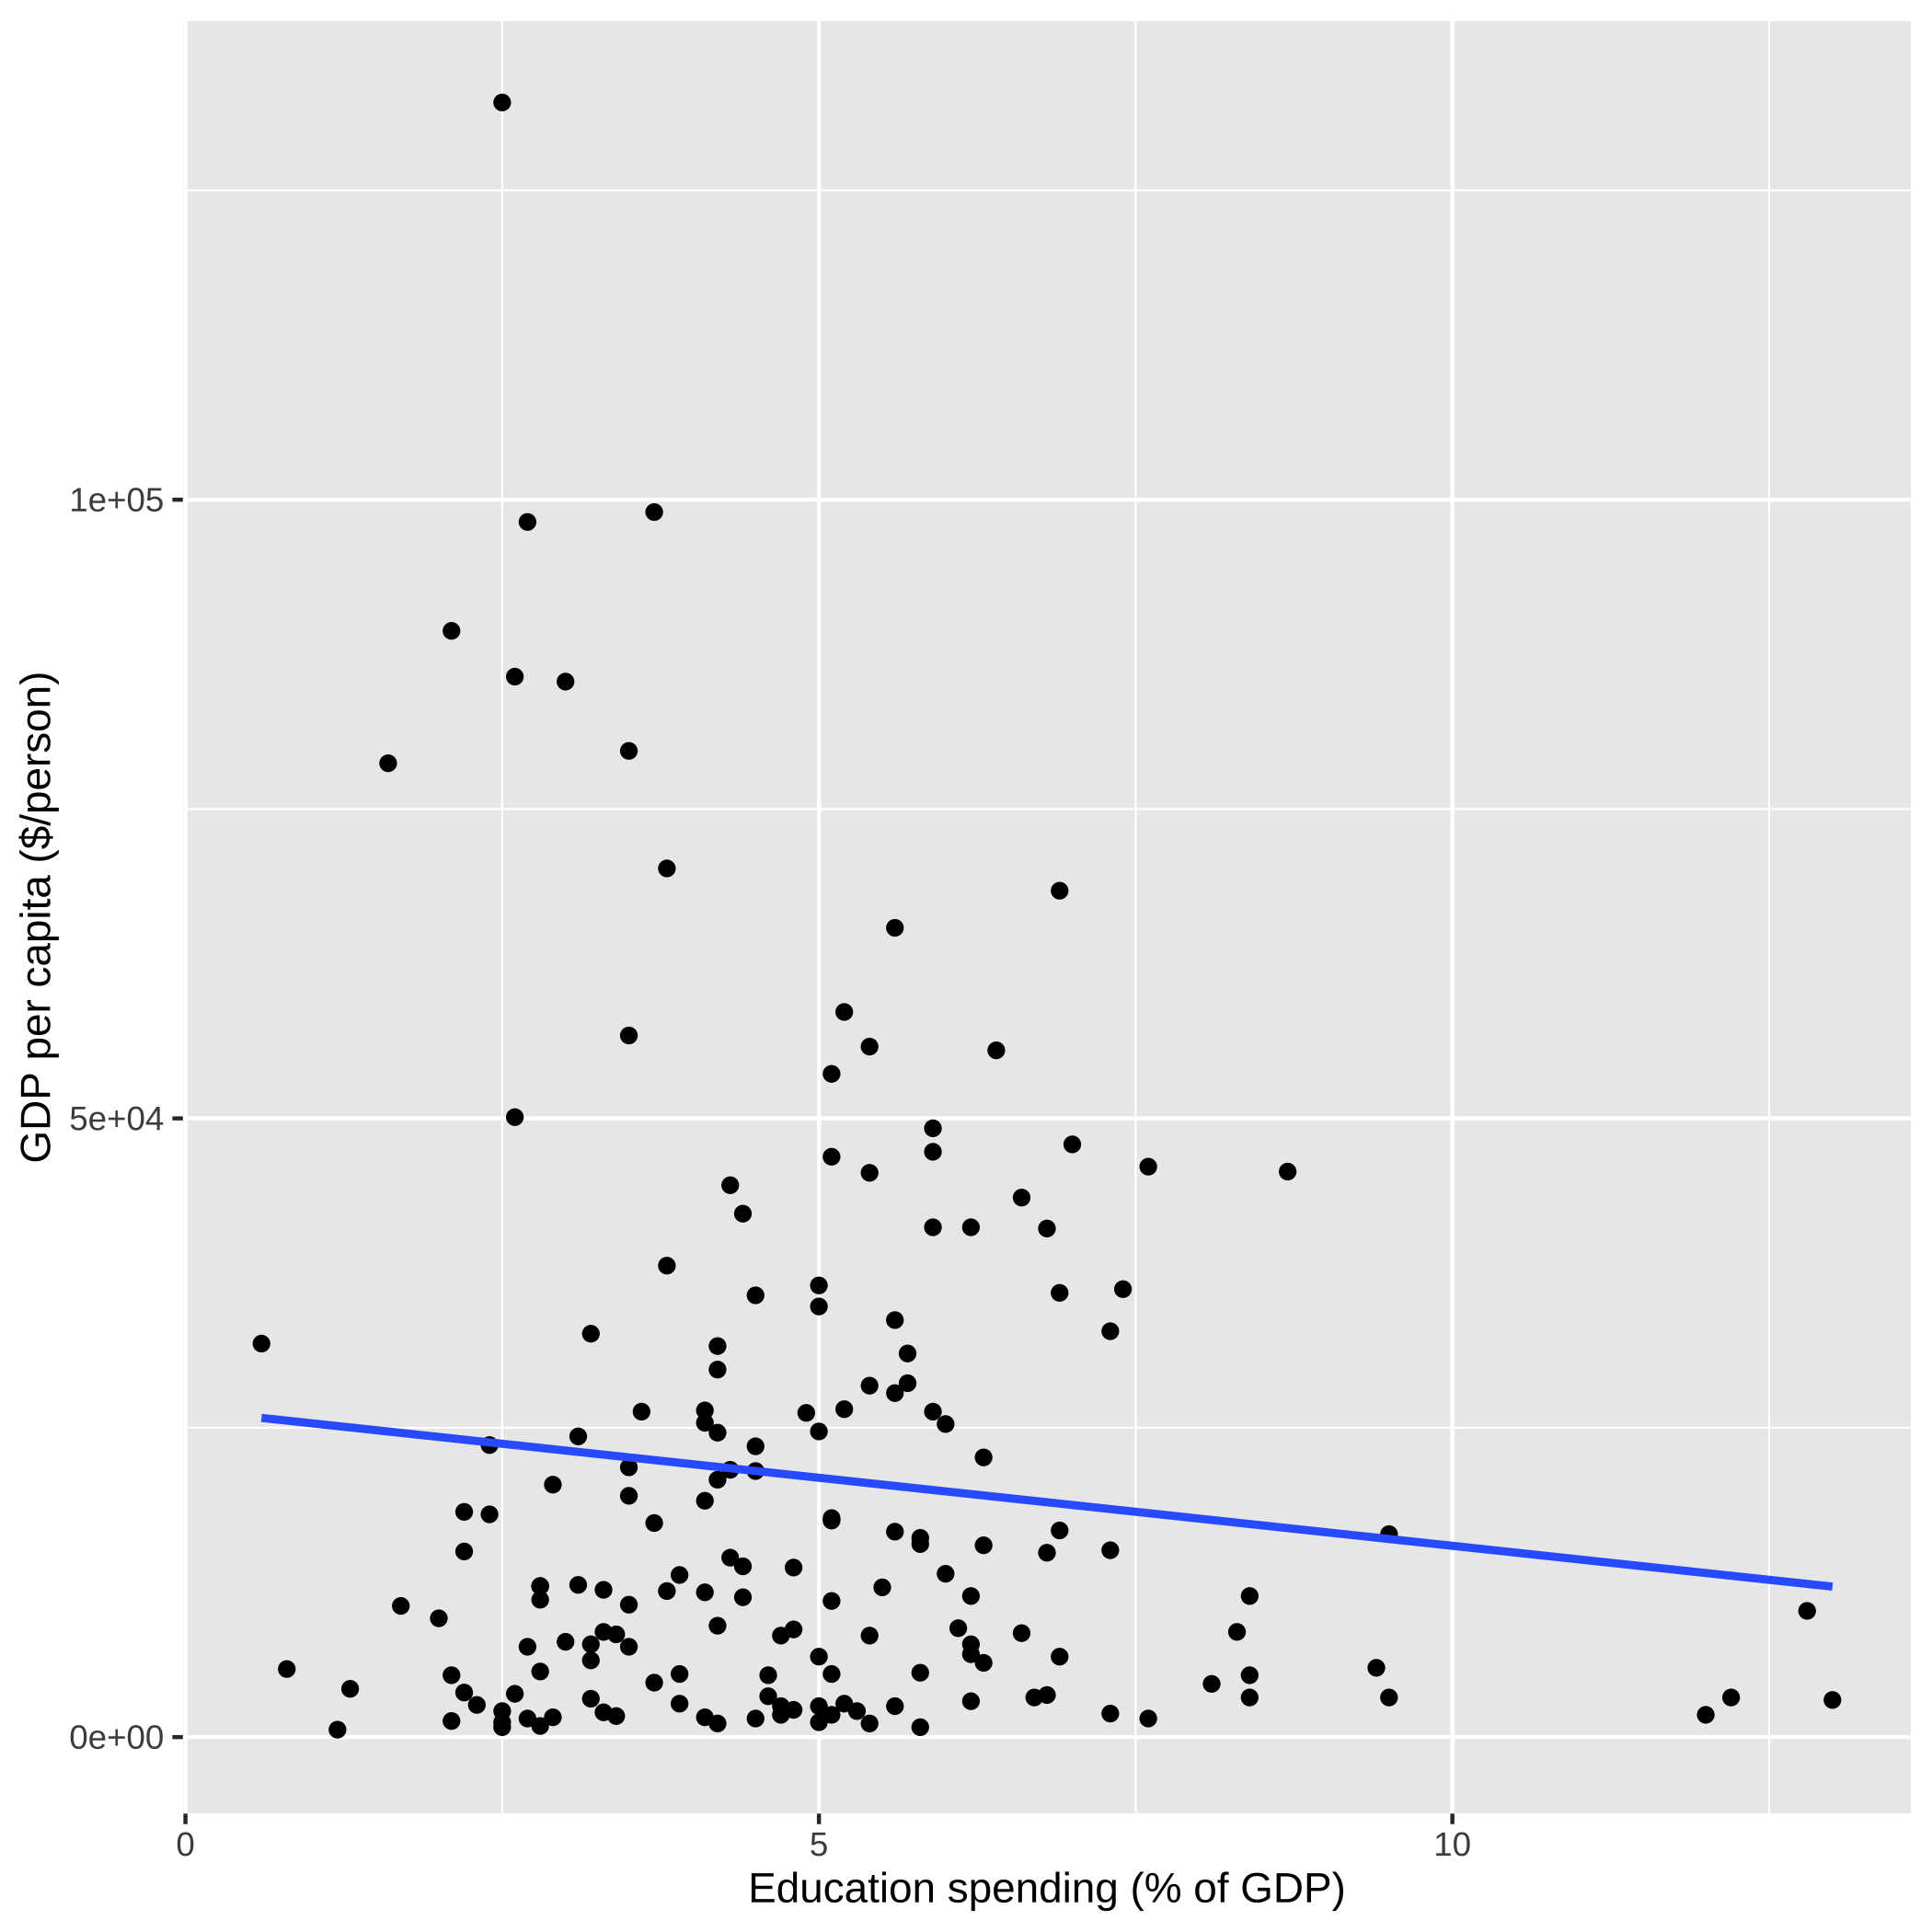 GDP per capita ($/person)
1e+05
5e+04
0e+00
0
5
10
Education spending (% of GDP)